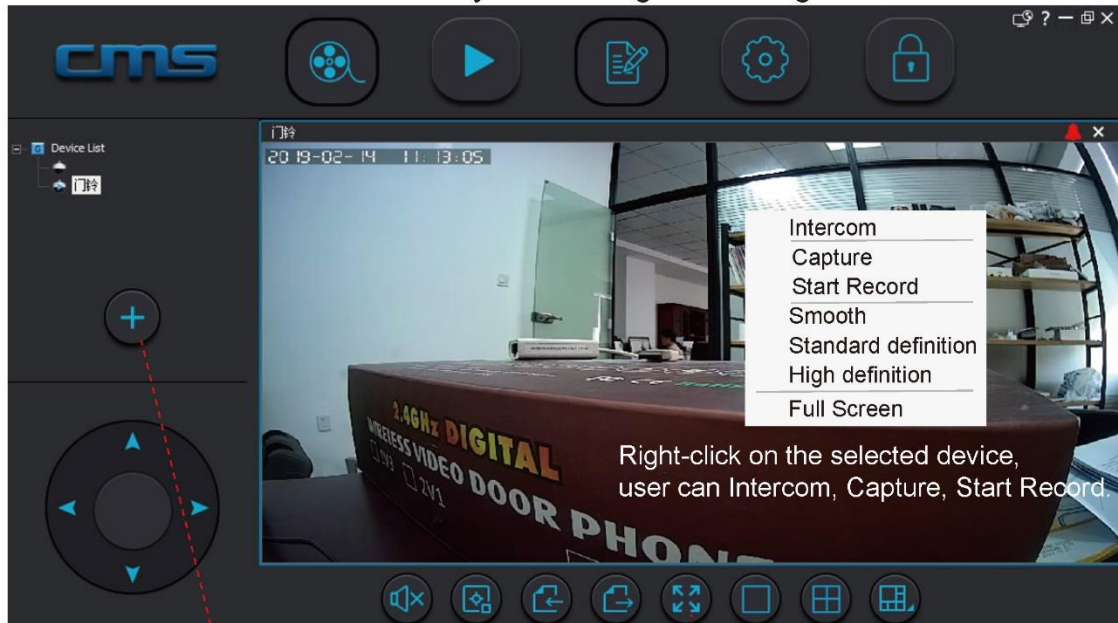 cms
?
Device List
门铃
门铃
2019-02-14 11:13:05
Intercom
Capture
Start Record
Smooth
Standard definition
High definition
Full Screen
2.4GHz DIGITAL
WIRELESS VIDEO DOOR PHONE
1V3 2V1
Right-click on the selected device,
user can Intercom, Capture, Start Record.